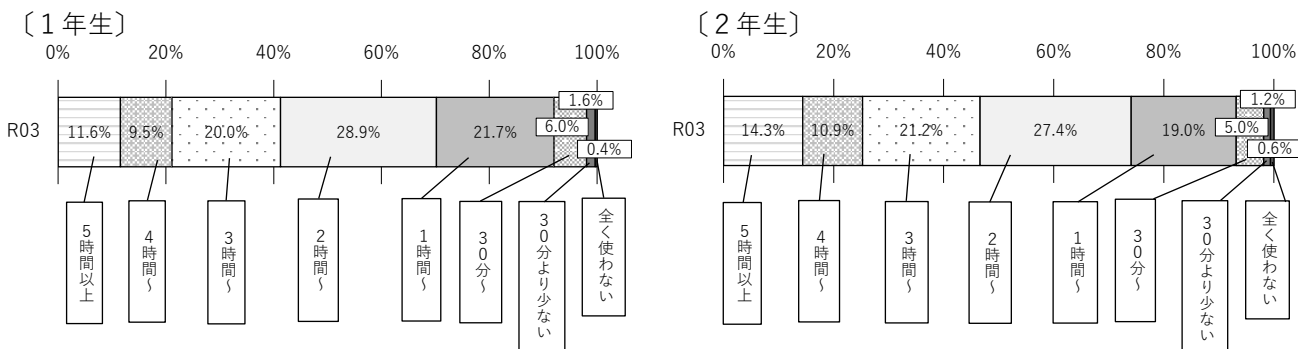 〔１年生〕
0% 20% 40% 60% 80% 100%
R03
11.6% 9.5% 20.0% 28.9% 21.7% 6.0% 1.6% 0.4%
5時間以上
4時間～
3時間～
2時間～
1時間～
30分～
30分より少ない
全く使わない
〔２年生〕
0% 20% 40% 60% 80% 100%
R03
14.3% 10.9% 21.2% 27.4% 19.0% 5.0% 1.2% 0.6%
5時間以上
4時間～
3時間～
2時間～
1時間～
30分～
30分より少ない
全く使わない